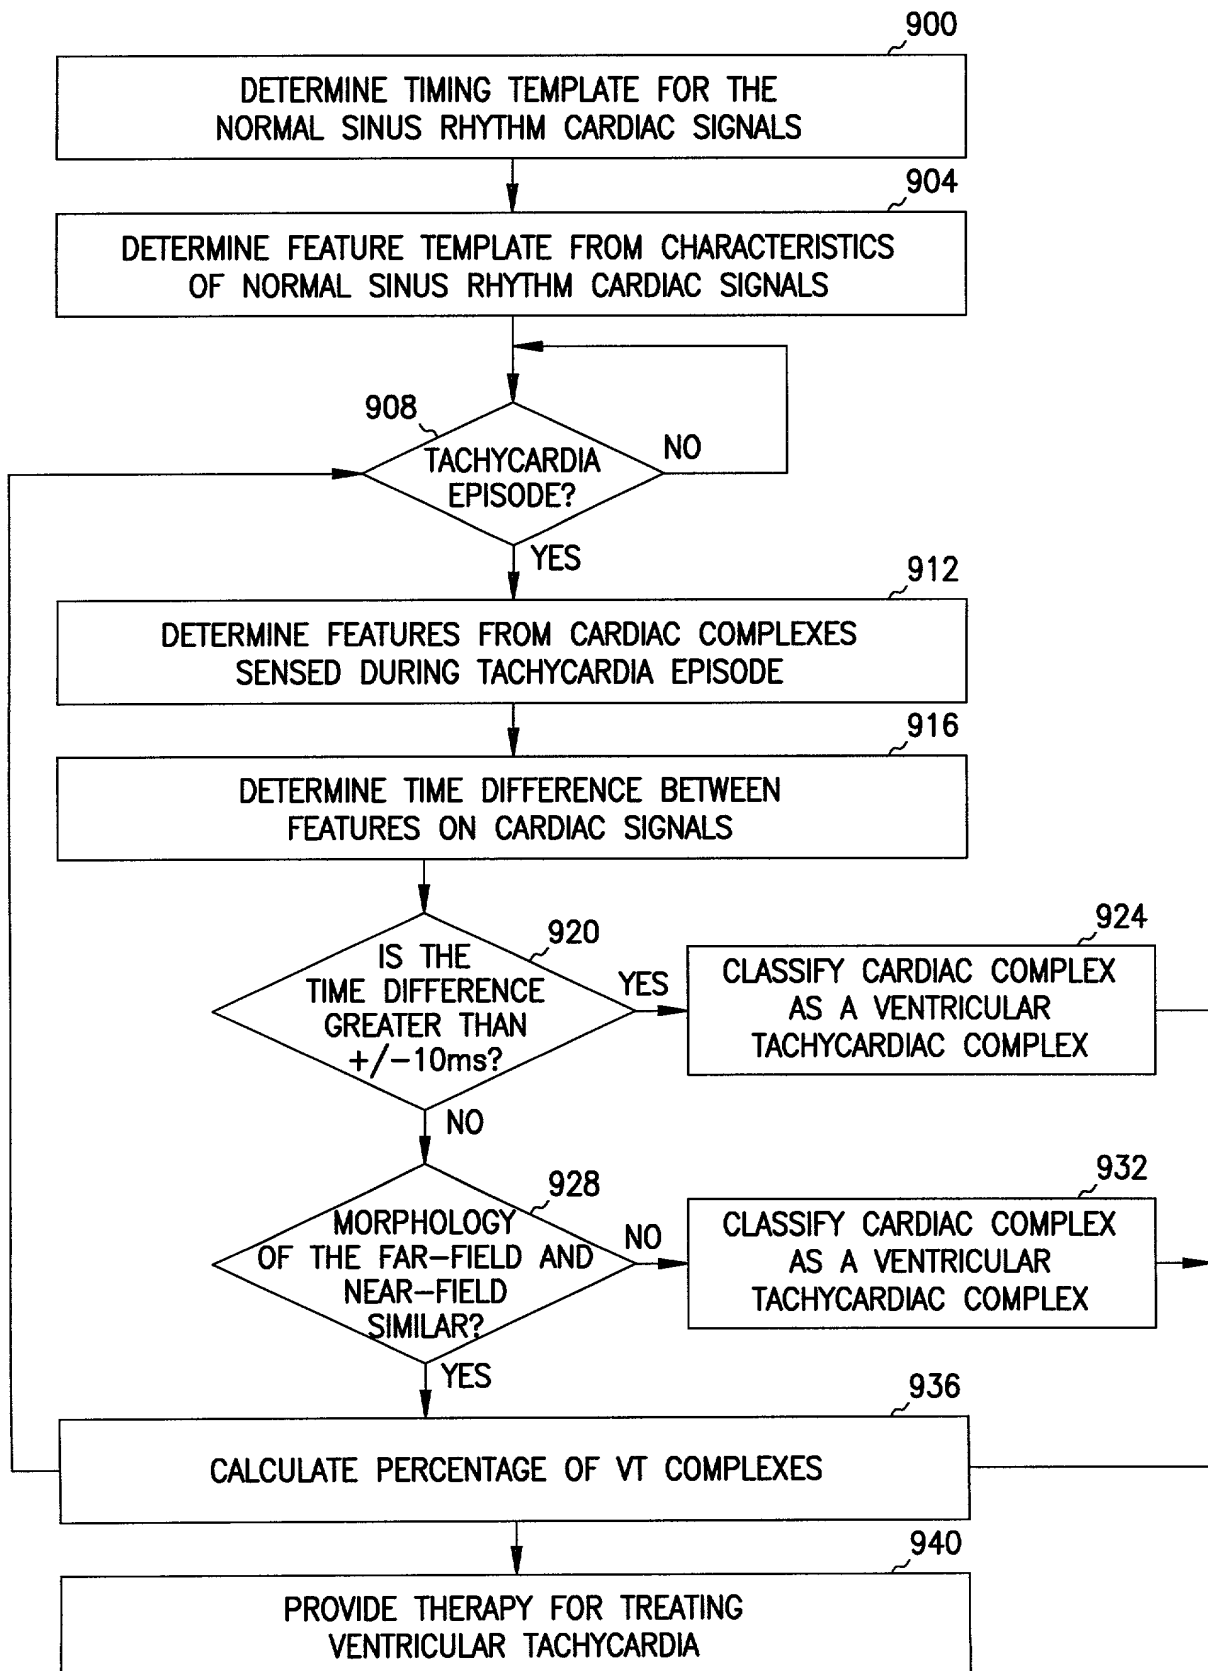 900
DETERMINE TIMING TEMPLATE FOR THE
NORMAL SINUS RHYTHM CARDIAC SIGNALS
904
DETERMINE FEATURE TEMPLATE FROM CHARACTERISTICS
OF NORMAL SINUS RHYTHM CARDIAC SIGNALS
908
TACHYCARDIA
EPISODE?
NO
YES
912
DETERMINE FEATURES FROM CARDIAC COMPLEXES
SENSED DURING TACHYCARDIA EPISODE
916
DETERMINE TIME DIFFERENCE BETWEEN
FEATURES ON CARDIAC SIGNALS
920
IS THE
TIME DIFFERENCE
GREATER THAN
+/-10ms?
YES
NO
924
CLASSIFY CARDIAC COMPLEX
AS A VENTRICULAR
TACHYCARDIAC COMPLEX
928
MORPHOLOGY
OF THE FAR-FIELD AND
NEAR-FIELD
SIMILAR?
NO
YES
932
CLASSIFY CARDIAC COMPLEX
AS A VENTRICULAR
TACHYCARDIAC COMPLEX
936
CALCULATE PERCENTAGE OF VT COMPLEXES
940
PROVIDE THERAPY FOR TREATING
VENTRICULAR TACHYCARDIA